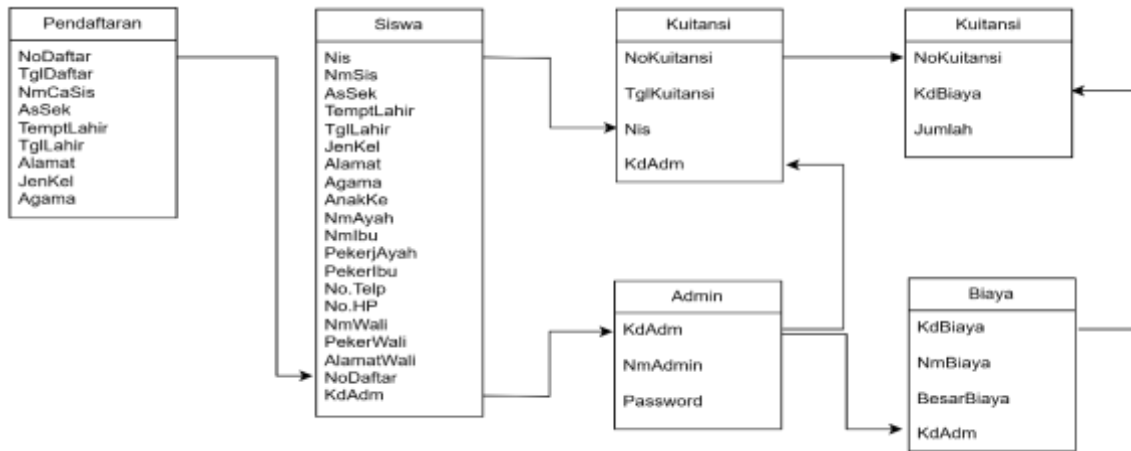 Pendaftaran
NoDaftar
TglDaftar
NmCaSis
AsSek
TemptLahir
TglLahir
Alamat
JenKel
Agama
Siswa
Nis
NmSis
AsSek
TemptLahir
TglLahir
JenKel
Alamat
Agama
AnakKe
NmAyah
NmIbu
PekerjAyah
PekerIbu
No.Telp
No.HP
NmWali
PekerWali
AlamatWali
NoDaftar
KdAdm
Kuitansi
NoKuitansi
TglKuitansi
Nis
KdAdm
Kuitansi
NoKuitansi
KdBiaya
Jumlah
Admin
KdAdm
NmAdmin
Password
Biaya
KdBiaya
NmBiaya
BesarBiaya
KdAdm